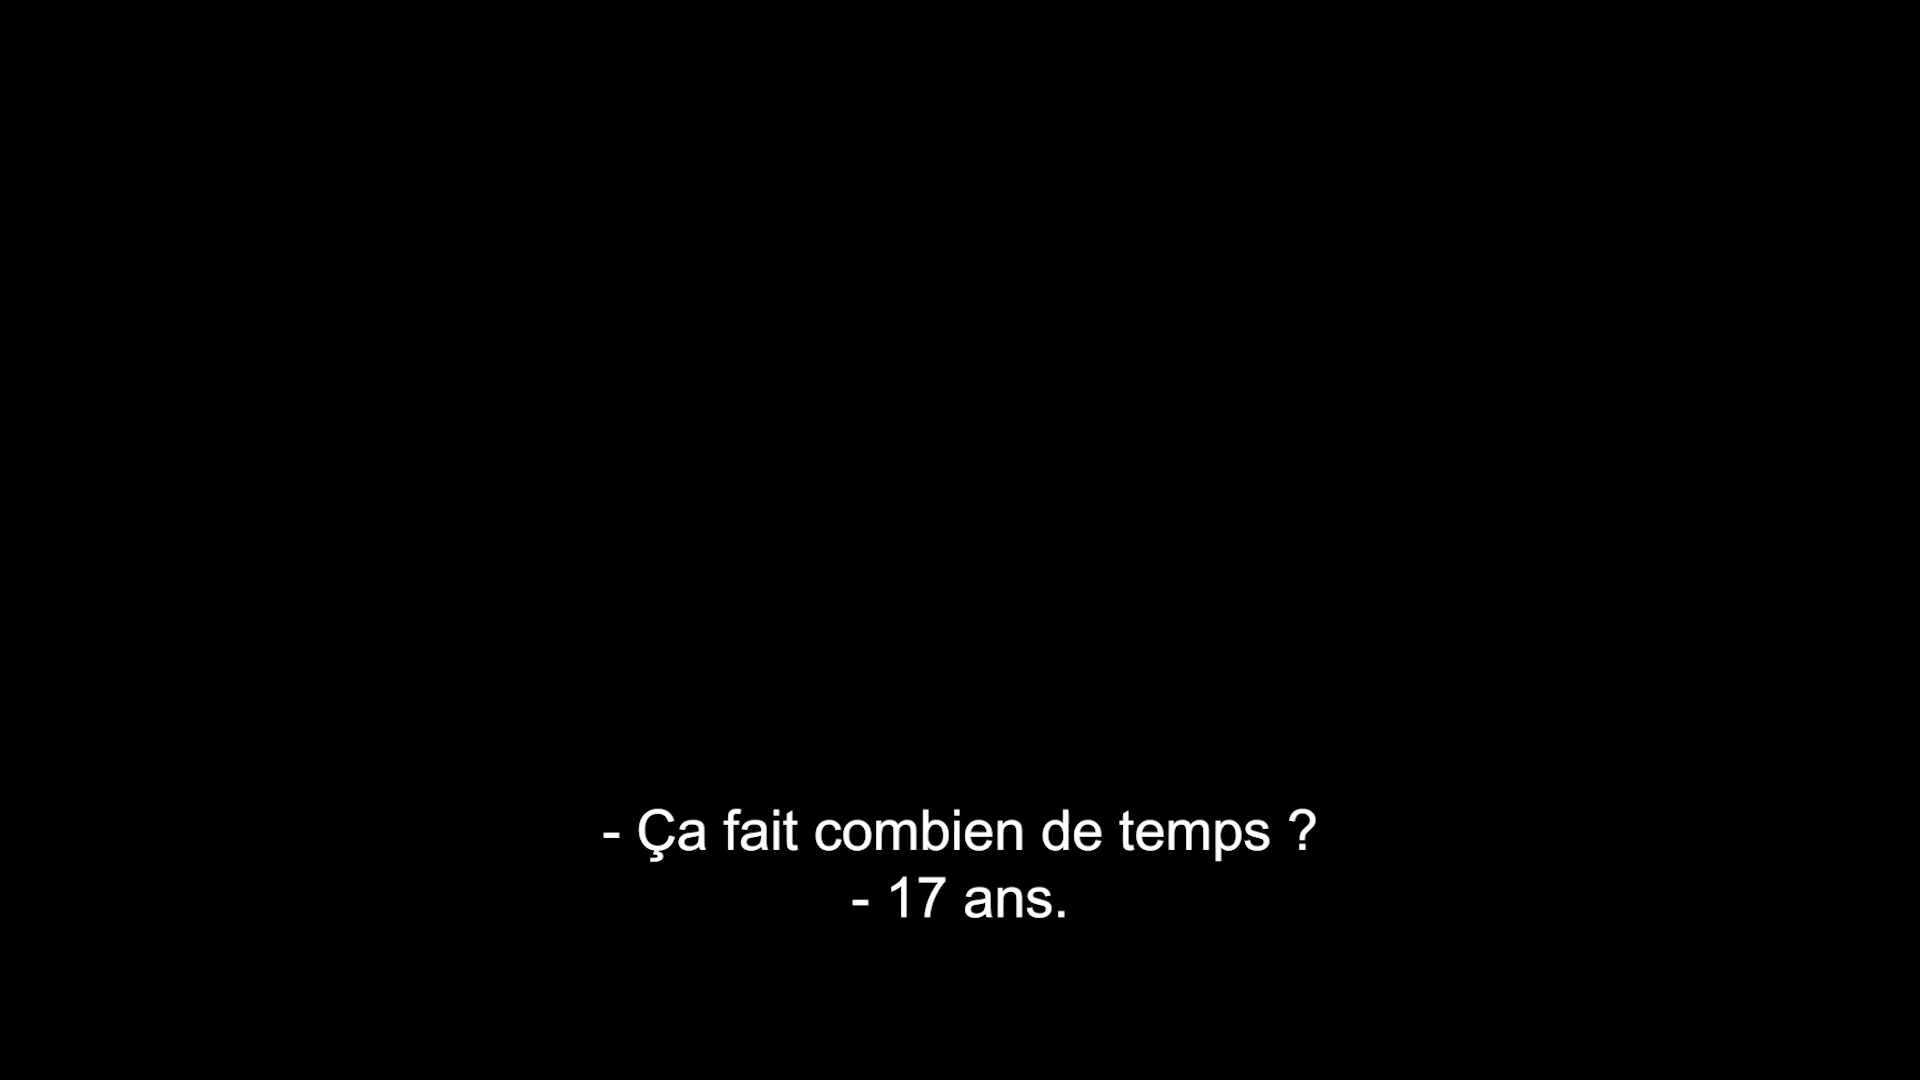 - Ça fait combien de temps ?
- 17 ans.